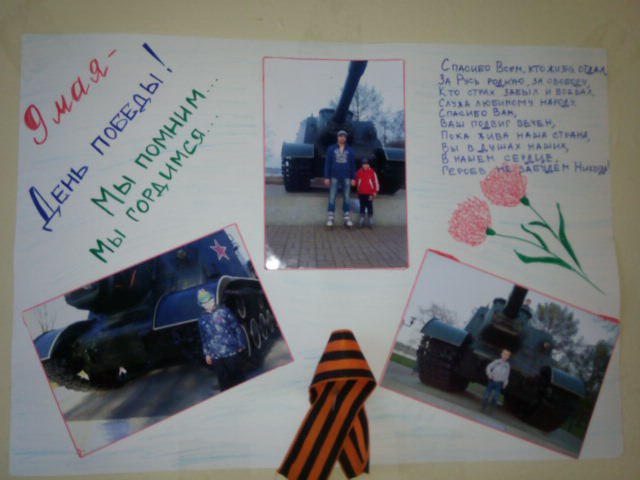 9 мая -
День победы!
Мы помним...
Мы гордимся...
Спасибо Всем, кто жизнь отдал,
За Русь родную, за свободу,
Кто страх забыл и воевал,
Служа любимому народу.
Спасибо Вам,
Ваш подвиг вечен,
Пока жива наша страна,
Вы в душах наших,
В нашем сердце,
Героев не забудем Никогда!